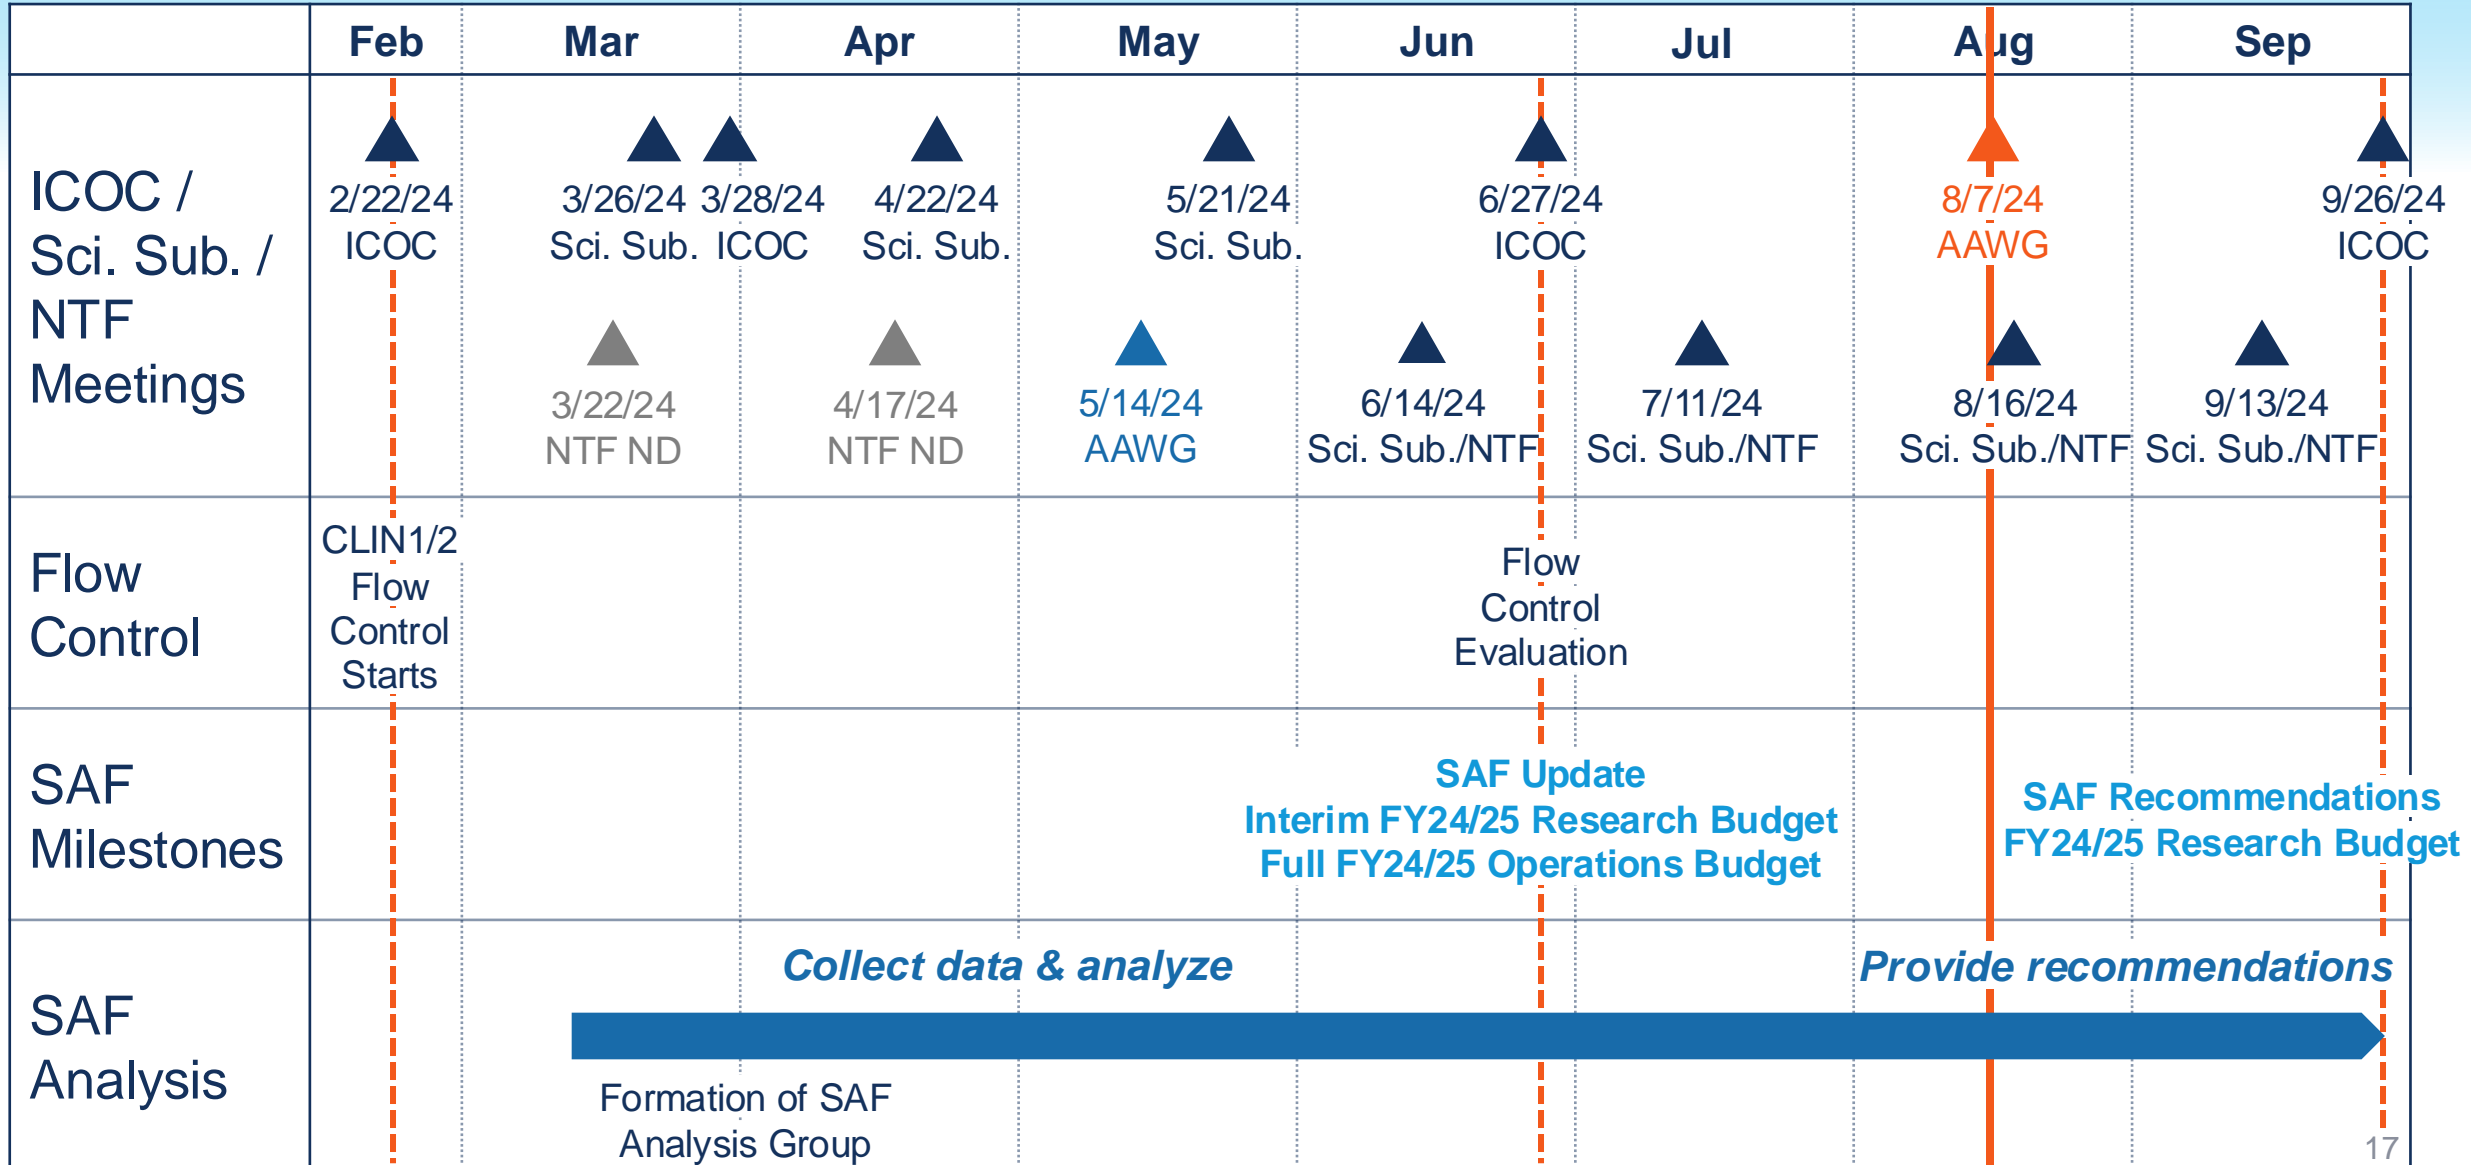 Feb Mar Apr May Jun Jul Aug Sep
ICOC /
Sci. Sub. /
NTF
Meetings
2/22/24
ICOC
3/26/24
Sci. Sub.
3/28/24
ICOC
4/22/24
Sci. Sub.
5/21/24
Sci. Sub.
6/27/24
ICOC
8/7/24
AAWG
9/26/24
ICOC
3/22/24
NTF ND
4/17/24
NTF ND
5/14/24
AAWG
6/14/24
Sci. Sub./NTF
7/11/24
Sci. Sub./NTF
8/16/24
Sci. Sub./NTF
9/13/24
Sci. Sub./NTF
Flow
Control
CLIN1/2
Flow
Control
Starts
Flow
Control
Evaluation
SAF
Milestones
SAF Update
Interim FY24/25 Research Budget
Full FY24/25 Operations Budget
SAF Recommendations
FY24/25 Research Budget
SAF
Analysis
Collect data & analyze
Provide recommendations
Formation of SAF
Analysis Group
17